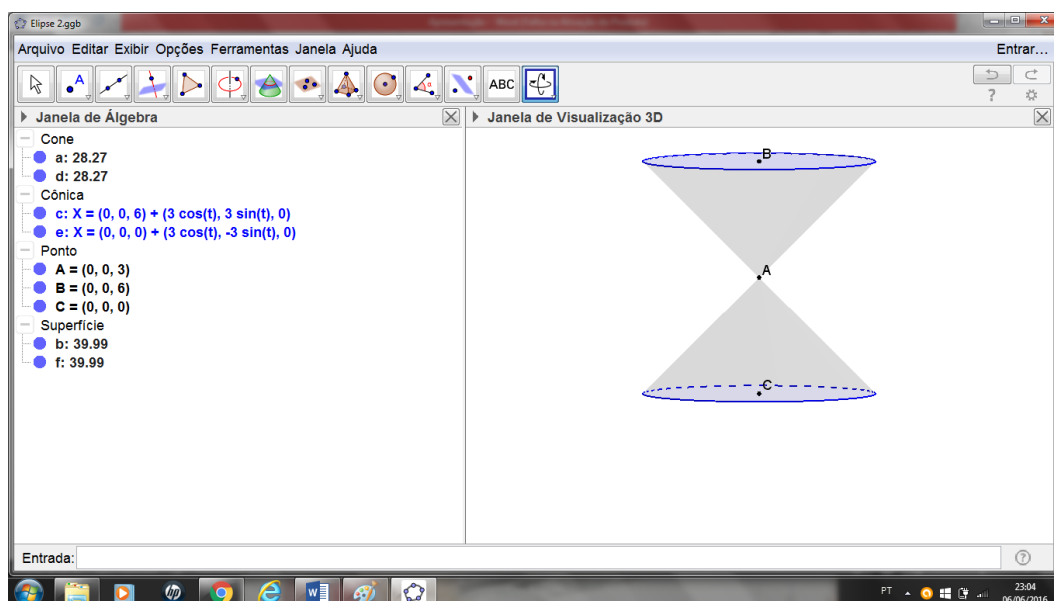 Elipse 2.ggb
Arquivo Editar Exibir Opções Ferramentas Janela Ajuda
Entrar...
A
ABC
?
Janela de Álgebra
Cone
a: 28.27
d: 28.27
Cônica
c: X = (0, 0, 6) + (3 cos(t), 3 sin(t), 0)
e: X = (0, 0, 0) + (3 cos(t), -3 sin(t), 0)
Ponto
A = (0, 0, 3)
B = (0, 0, 6)
C = (0, 0, 0)
Superfície
b: 39.99
f: 39.99
Janela de Visualização 3D
B
A
C
Entrada:
?
hp
W
PT
23:04
06/06/2016